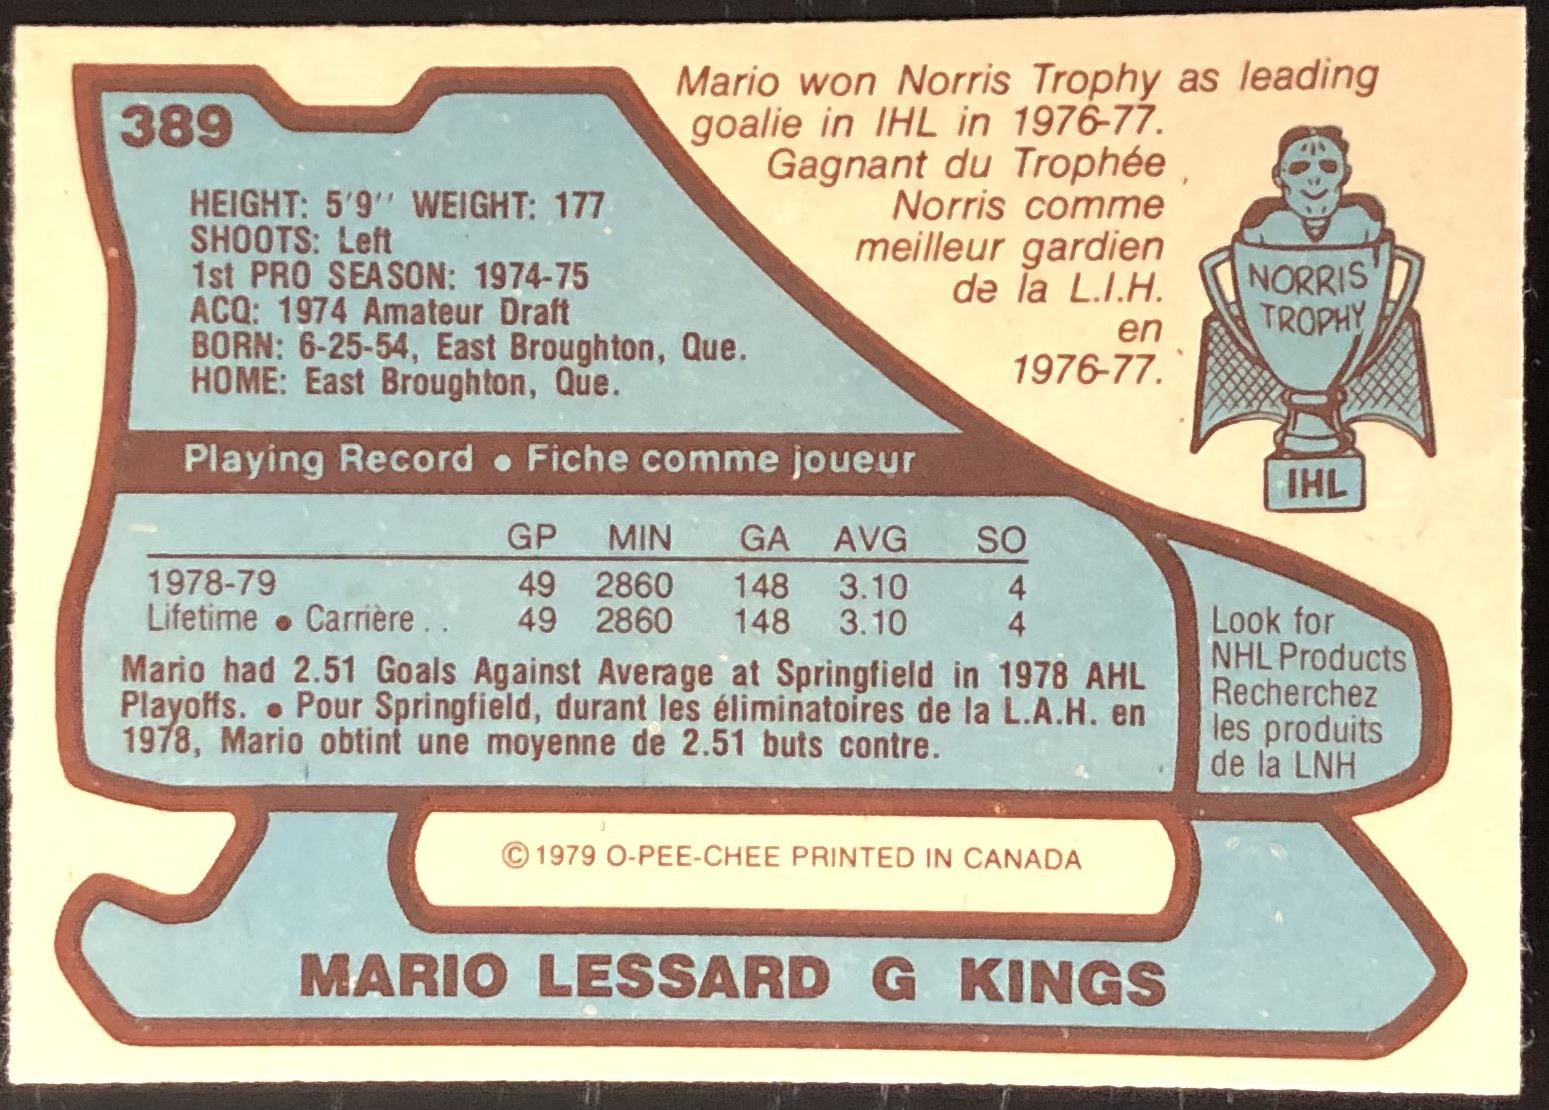 389
Mario won Norris Trophy as leading
goalie in IHL in 1976-77.
Gagnant du Trophée
Norris comme
meilleur gardien
de la L.I.H.
en
1976-77.
NORRIS
TROPHY
IHL
HEIGHT: 5'9'' WEIGHT: 177
SHOOTS: Left
1st PRO SEASON: 1974-75
ACQ: 1974 Amateur Draft
BORN: 6-25-54, East Broughton, Que.
HOME: East Broughton, Que.
Playing Record • Fiche comme joueur
GP MIN GA AVG SO
1978-79 49 2860 148 3.10 4
Lifetime • Carrière . . 49 2860 148 3.10 4
Mario had 2.51 Goals Against Average at Springfield in 1978 AHL
Playoffs. • Pour Springfield, durant les éliminatoires de la L.A.H. en
1978, Mario obtint une moyenne de 2.51 buts contre.
Look for
NHL Products
Recherchez
les produits
de la LNH
© 1979 O-PEE-CHEE PRINTED IN CANADA
MARIO LESSARD G KINGS